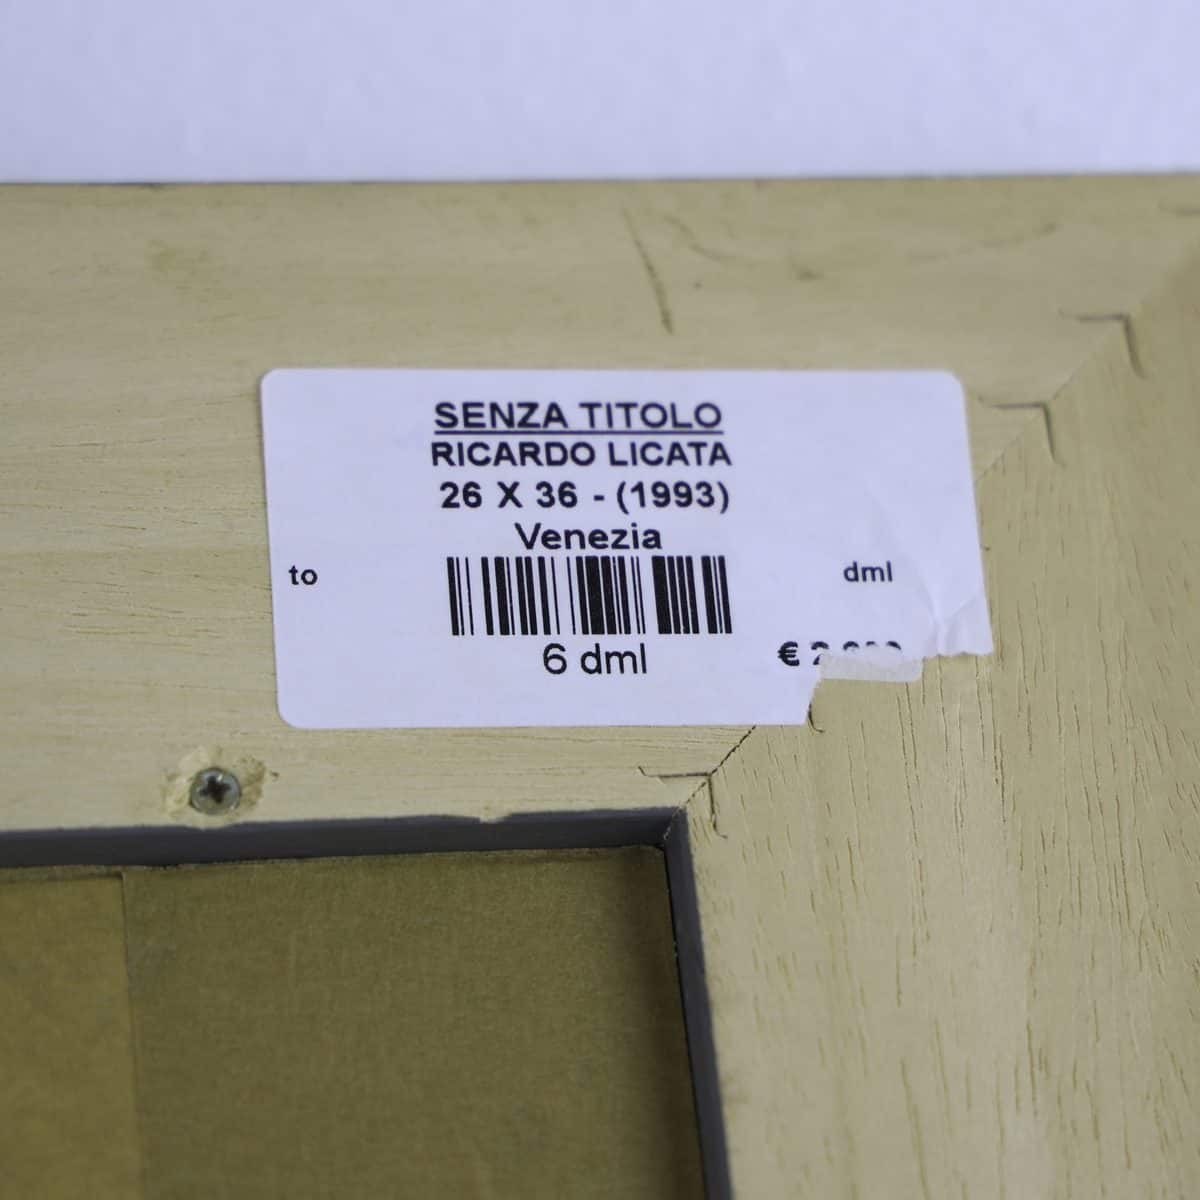 SENZA TITOLO
RICARDO LICATA
26 X 36 - (1993)
Venezia
to
dml
6 dml
€